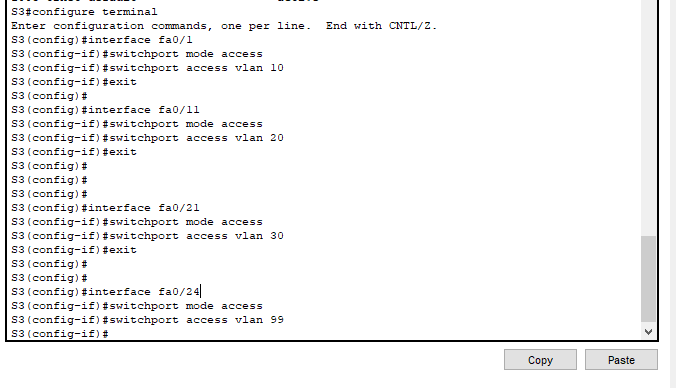 S3#configure terminal
Enter configuration commands, one per line.  End with CNTL/Z.
S3(config)#interface fa0/1
S3(config-if)#switchport mode access
S3(config-if)#switchport access vlan 10
S3(config-if)#exit
S3(config)#
S3(config)#interface fa0/11
S3(config-if)#switchport mode access
S3(config-if)#switchport access vlan 20
S3(config-if)#exit
S3(config)#
S3(config)#
S3(config)#
S3(config)#interface fa0/21
S3(config-if)#switchport mode access
S3(config-if)#switchport access vlan 30
S3(config-if)#exit
S3(config)#
S3(config)#
S3(config)#interface fa0/24
S3(config-if)#switchport mode access
S3(config-if)#switchport access vlan 99
S3(config-if)#
Copy Paste